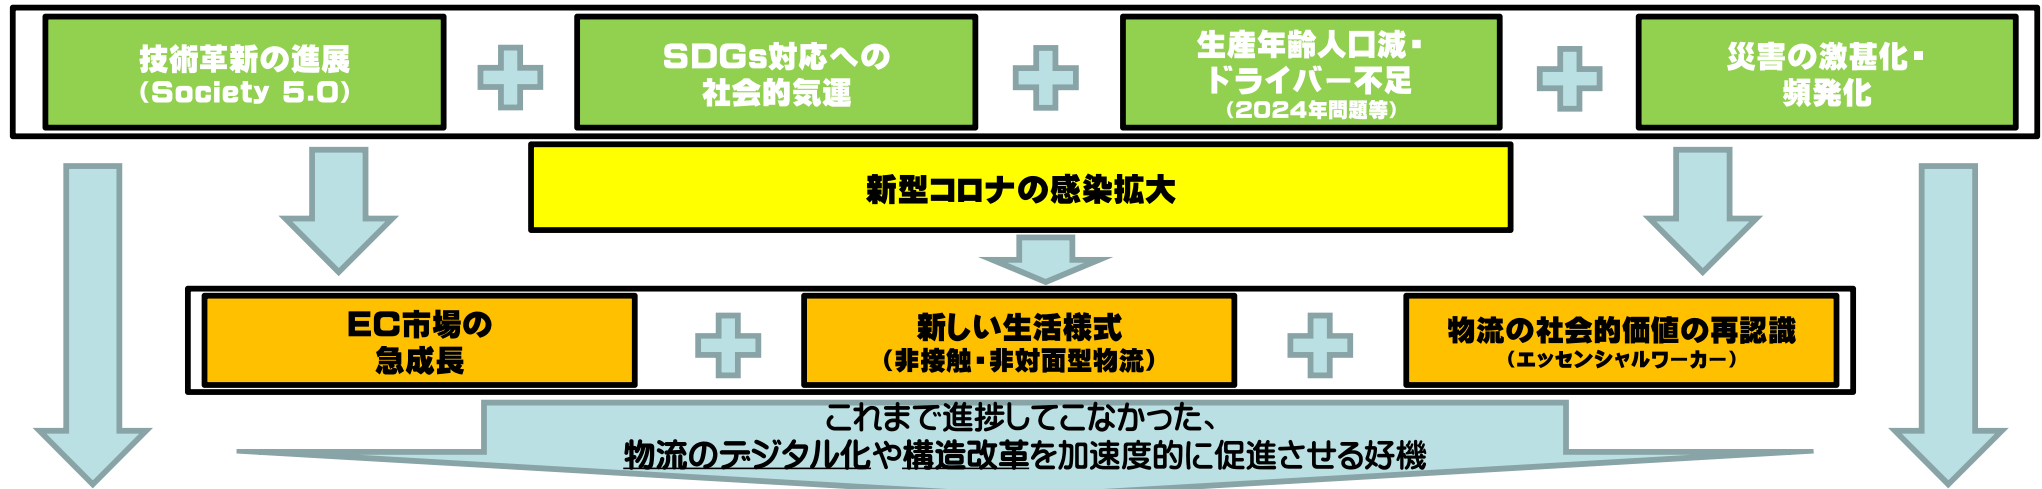 技術革新の進展
（Society 5.0）
SDGs対応への
社会的気運
生産年齢人口減・
ドライバー不足
（2024年問題等）
災害の激甚化・
頻発化
新型コロナの感染拡大
EC市場の
急成長
新しい生活様式
（非接触・非対面型物流）
物流の社会的価値の再認識
（エッセンシャルワーカー）
これまで進捗してこなかった、
物流のデジタル化や構造改革を加速度的に促進させる好機